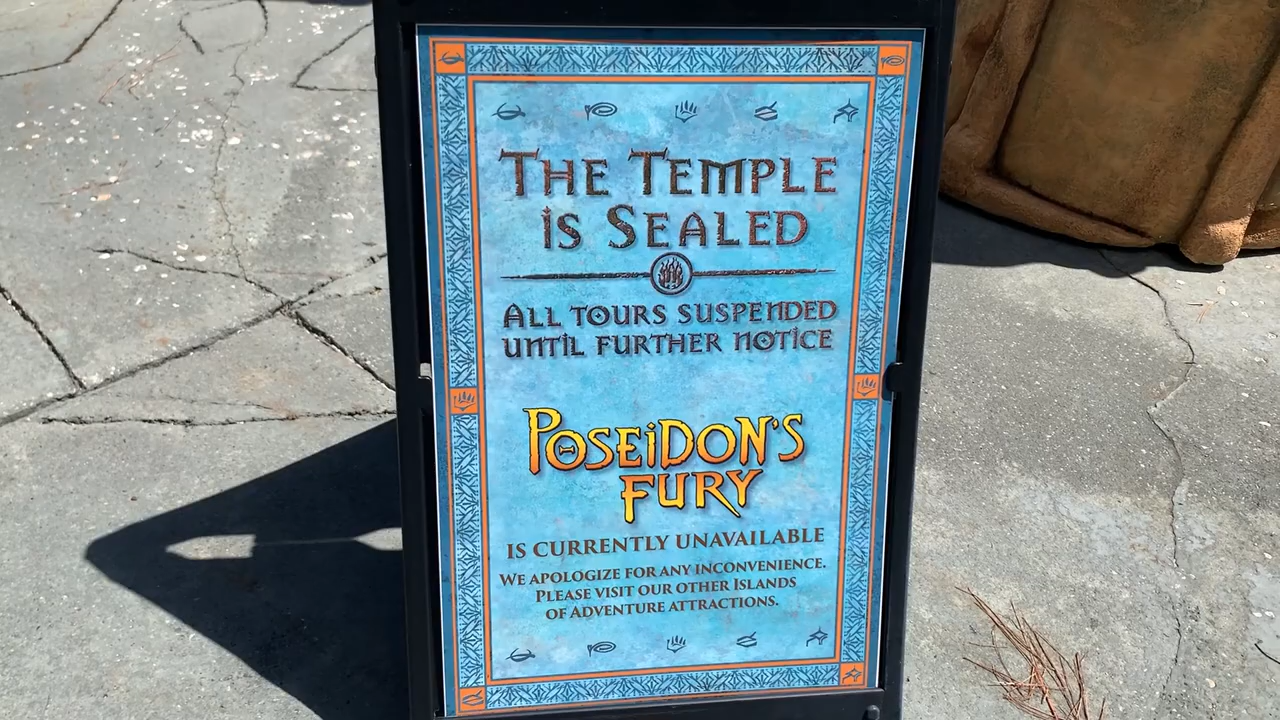 THE TEMPLE
iS SEALED
ALL TOURS SUSPENDED
UNTIL FURTHER NOTiCE
POSEiDON'S
FURY
IS CURRENTLY UNAVAILABLE
WE APOLOGIZE FOR ANY INCONVENIENCE.
PLEASE VISIT OUR OTHER ISLANDS
OF ADVENTURE ATTRACTIONS.